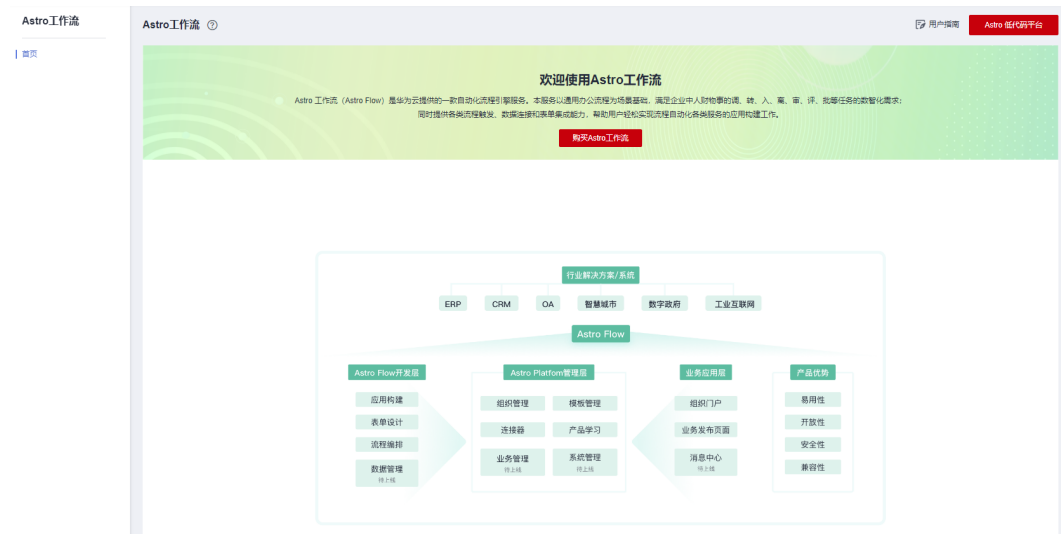 Astro工作流
首页
Astro工作流
用户指南
Astro 低代码平台
欢迎使用Astro工作流
Astro 工作流（Astro Flow）是华为云提供的一款自动化流程引擎服务。本服务以通用办公流程为场景基础，满足企业中人财物事的调、转、入、离、审、评、批等任务的数智化需求；
同时提供各类流程触发、数据连接和表单集成能力，帮助用户轻松实现流程自动化各类服务的应用构建工作。
购买Astro工作流
行业解决方案/系统
ERP CRM OA 智慧城市 数字政府 工业互联网
Astro Flow
Astro Flow开发层
应用构建
表单设计
流程编排
数据管理
待上线
Astro Platfom管理层
组织管理 模板管理
连接器 产品学习
业务管理 系统管理
待上线 待上线
业务应用层
组织门户
业务发布页面
消息中心
待上线
产品优势
易用性
开放性
安全性
兼容性